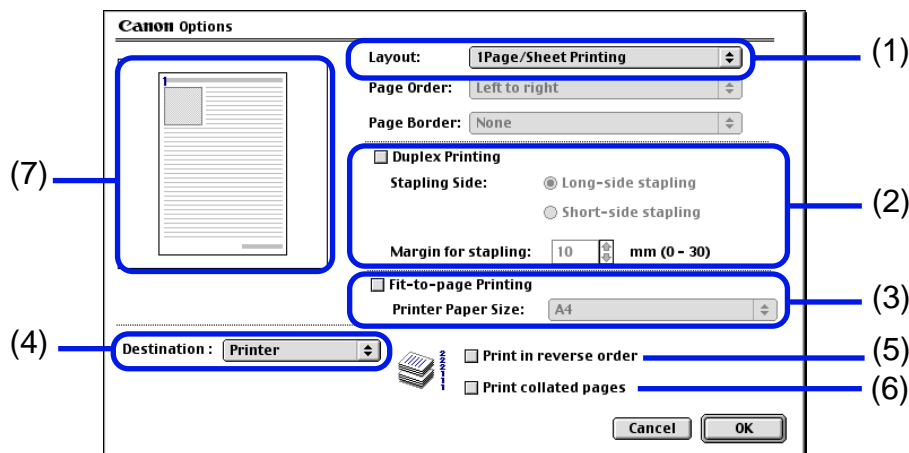 Canon Options
Layout: 1Page/Sheet Printing (1)
1
Page Order: Left to right
Page Border: None
Duplex Printing
(7) Stapling Side: Long-side stapling (2)
Short-side stapling
Margin for stapling: 10 mm (0 - 30)
Fit-to-page Printing
Printer Paper Size: A4 (3)
(4) Destination : Printer
222111
Print in reverse order (5)
Print collated pages (6)
Cancel OK